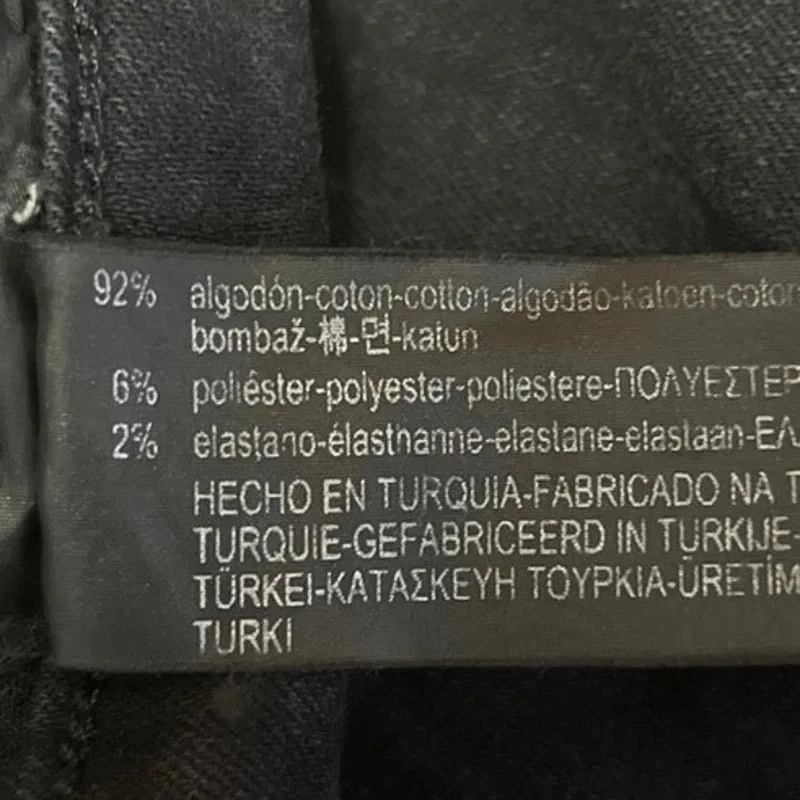 92% algodón-coton-cotton-algodão-katoen-coton-
bombaž-棉-면-katun
6% poliéster-polyester-poliestere-ΠΟΛΥΕΣΤΕΡ
2% elastano-élasthanne-elastane-elastaan-ΕΛ
HECHO EN TURQUIA-FABRICADO NA T
TURQUIE-GEFABRICEERD IN TURKIJE-
TÜRKEI-ΚΑΤΑΣΚΕΥΗ ΤΟΥΡΚΙΑ-ÜRETİM
TURKI